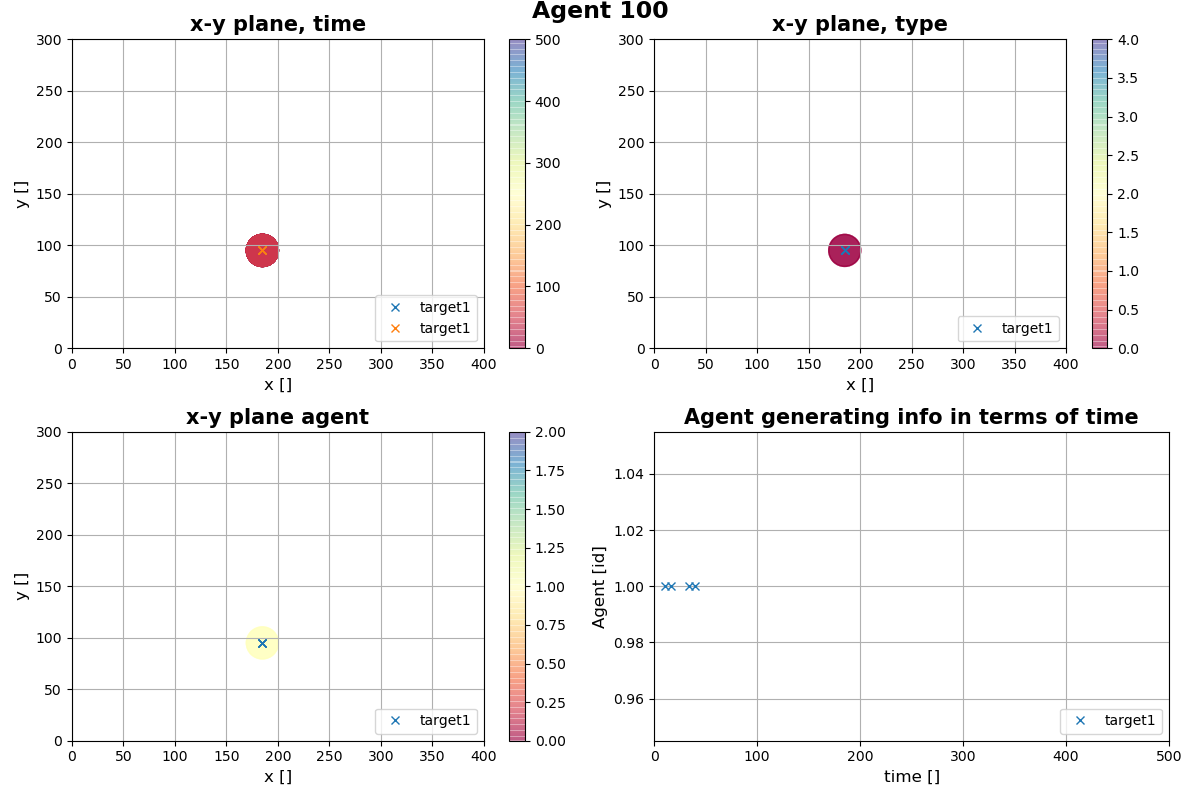 Agent 100
x-y plane, time
300
250
200
150
100
50
0
y []
0 50 100 150 200 250 300 350 400
x []
target1
target1
500
400
300
200
100
0
x-y plane, type
300
250
200
150
100
50
0
y []
0 50 100 150 200 250 300 350 400
x []
target1
4.0
3.5
3.0
2.5
2.0
1.5
1.0
0.5
0.0
x-y plane agent
300
250
200
150
100
50
0
y []
0 50 100 150 200 250 300 350 400
x []
target1
2.00
1.75
1.50
1.25
1.00
0.75
0.50
0.25
0.00
Agent generating info in terms of time
1.04
1.02
1.00
0.98
0.96
Agent [id]
0 100 200 300 400 500
time []
target1